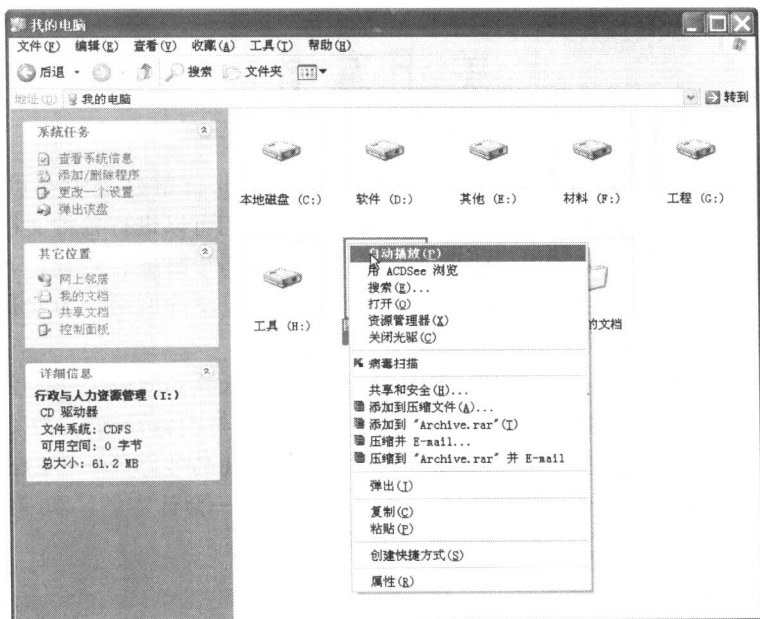 我的电脑
文件(F) 编辑(E) 查看(V) 收藏(A) 工具(T) 帮助(H)
后退 搜索 文件夹
地址(D) 我的电脑 转到
系统任务
查看系统信息
添加/删除程序
更改一个设置
弹出该盘
其它位置
网上邻居
我的文档
共享文档
控制面板
详细信息
行政与人力资源管理 (I:)
CD 驱动器
文件系统: CDFS
可用空间: 0 字节
总大小: 61.2 MB
本地磁盘 (C:) 软件 (D:) 其他 (E:) 材料 (F:) 工程 (G:)
工具 (H:) 的文档
自动播放(P)
用 ACDSee 浏览
搜索(E)...
打开(O)
资源管理器(X)
关闭光驱(C)
病毒扫描
共享和安全(H)...
添加到压缩文件(A)...
添加到 "Archive.rar"(T)
压缩并 E-mail...
压缩到 "Archive.rar" 并 E-mail
弹出(J)
复制(C)
粘贴(P)
创建快捷方式(S)
属性(R)